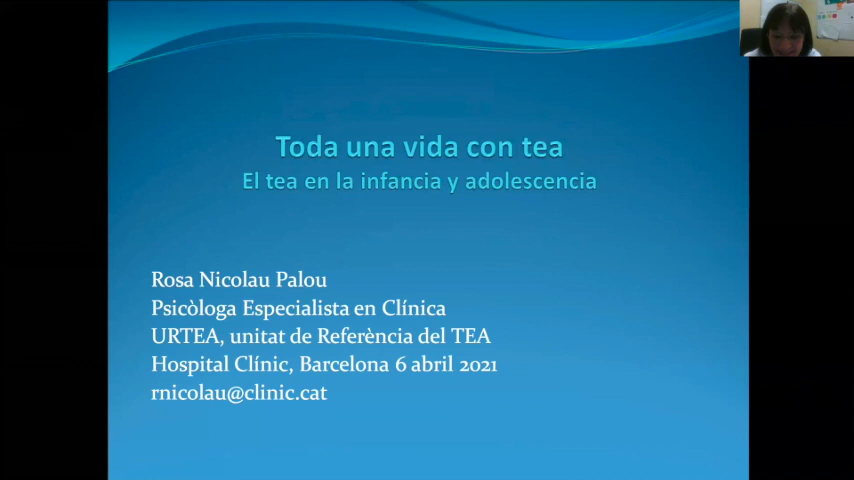 Toda una vida con tea
El tea en la infancia y adolescencia
Rosa Nicolau Palou
Psicòloga Especialista en Clínica
URTEA, unitat de Referència del TEA
Hospital Clínic, Barcelona 6 abril 2021
rnicolau@clinic.cat